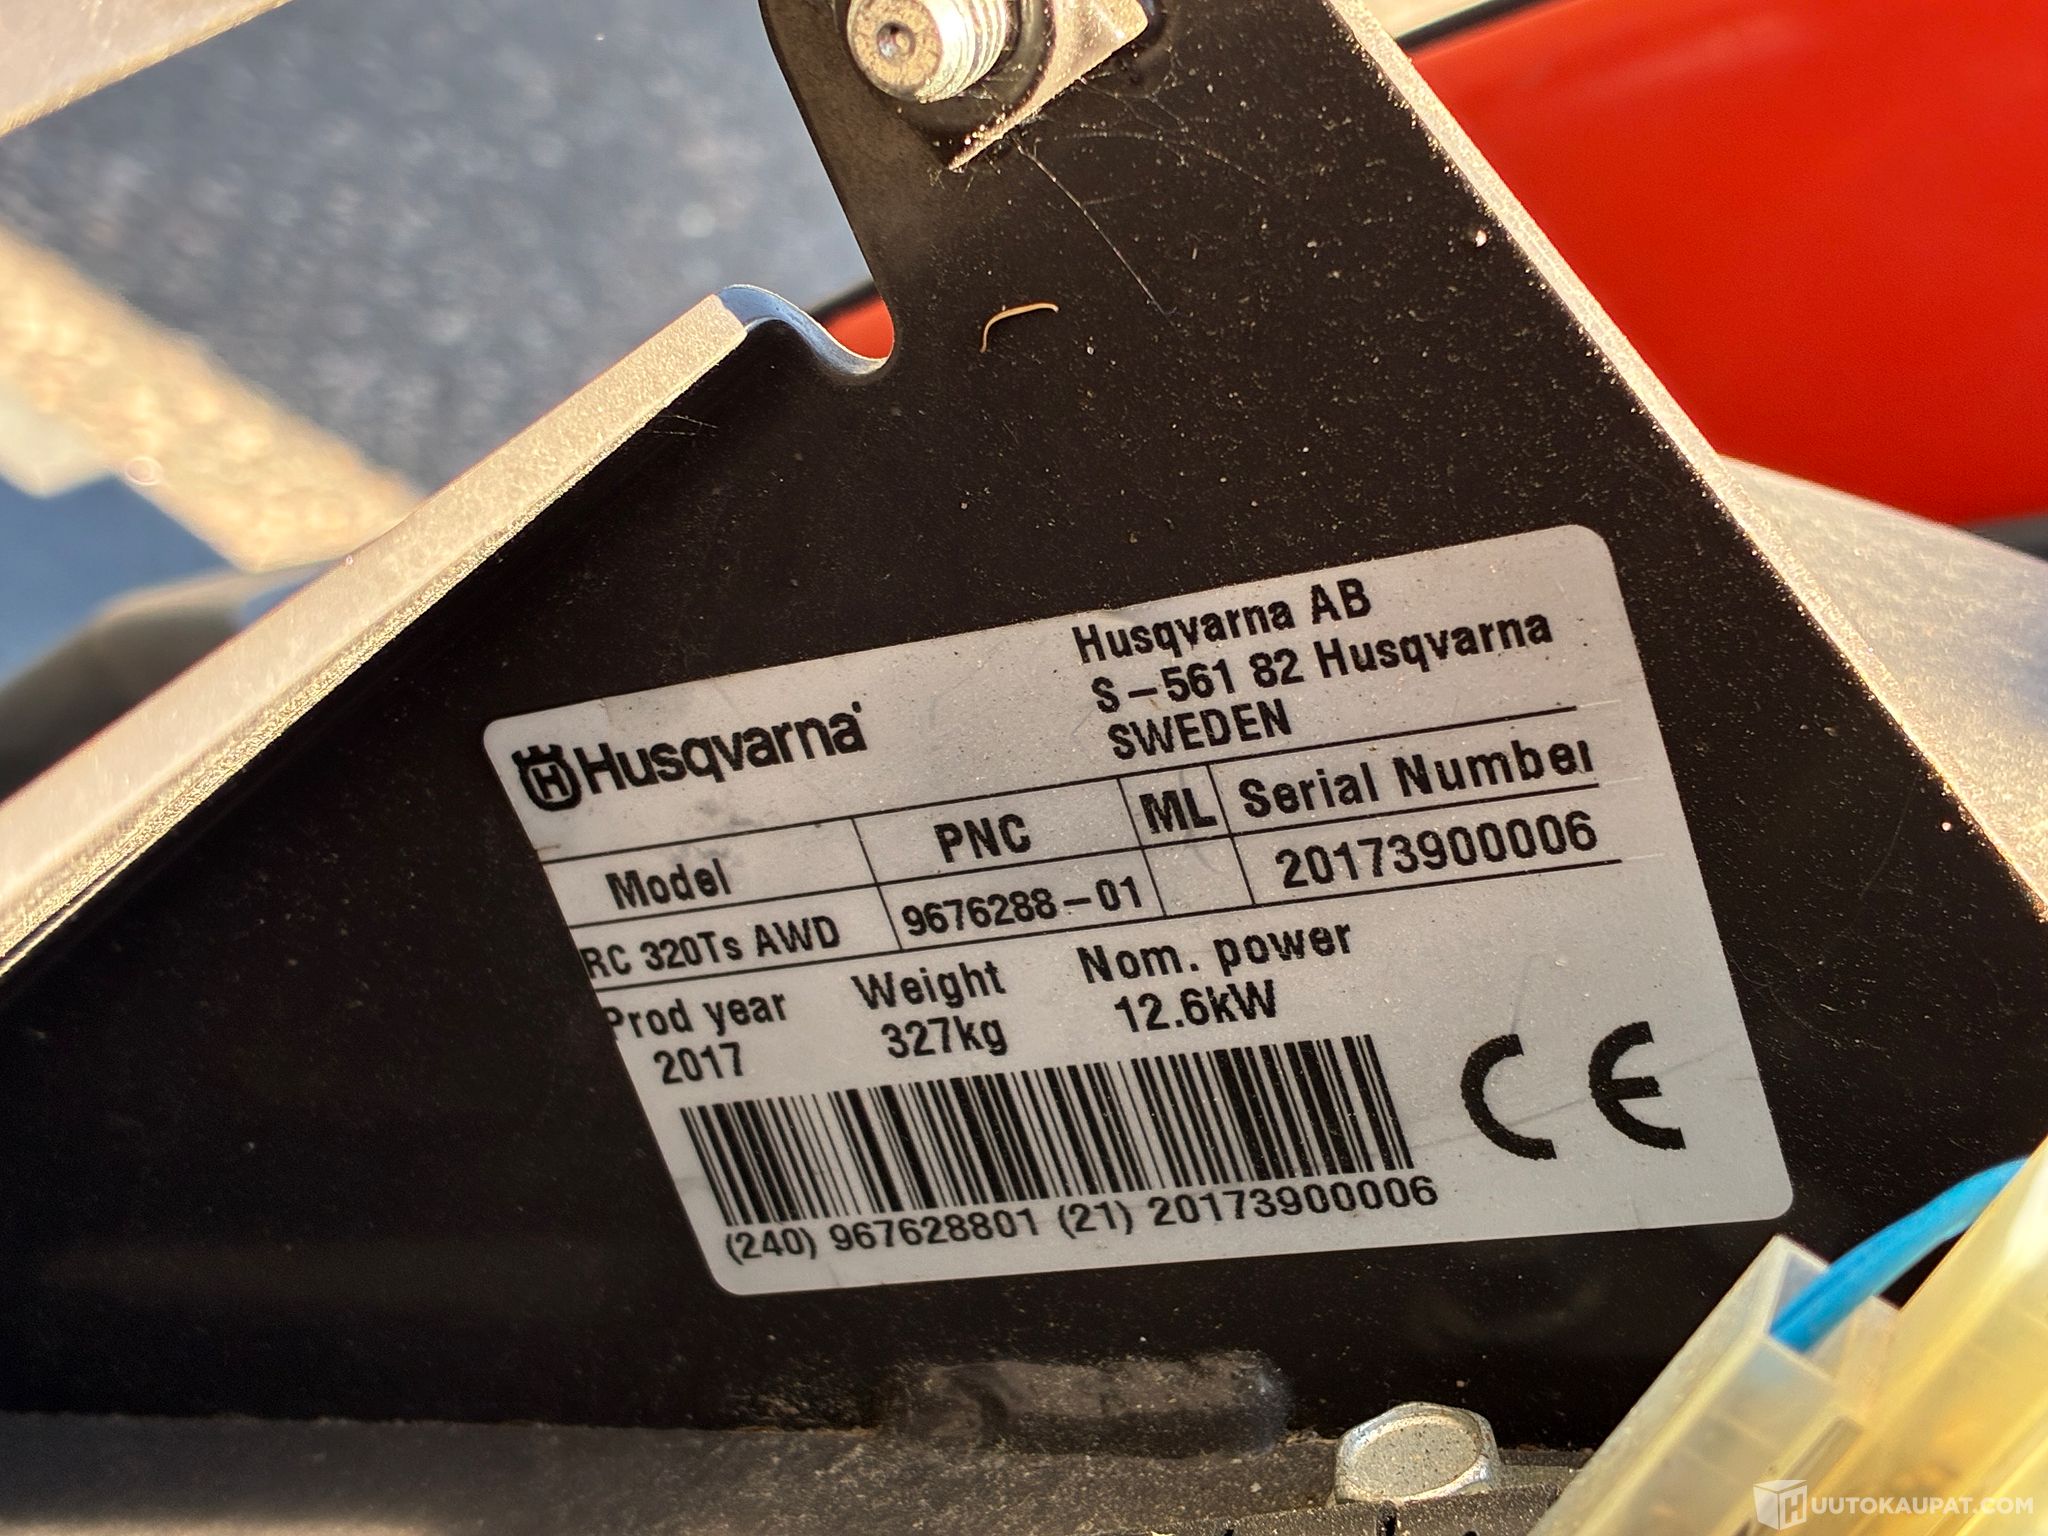 Husqvarna AB
S-561 82 Husqvarna
SWEDEN
Husqvarna
Model PNC ML Serial Number
RC 320Ts AWD 9676288-01 20173900006
Prod year Weight Nom. power
2017 327kg 12.6kW
CE
(240) 967628801 (21) 20173900006
HUUTOKAUPAT.COM